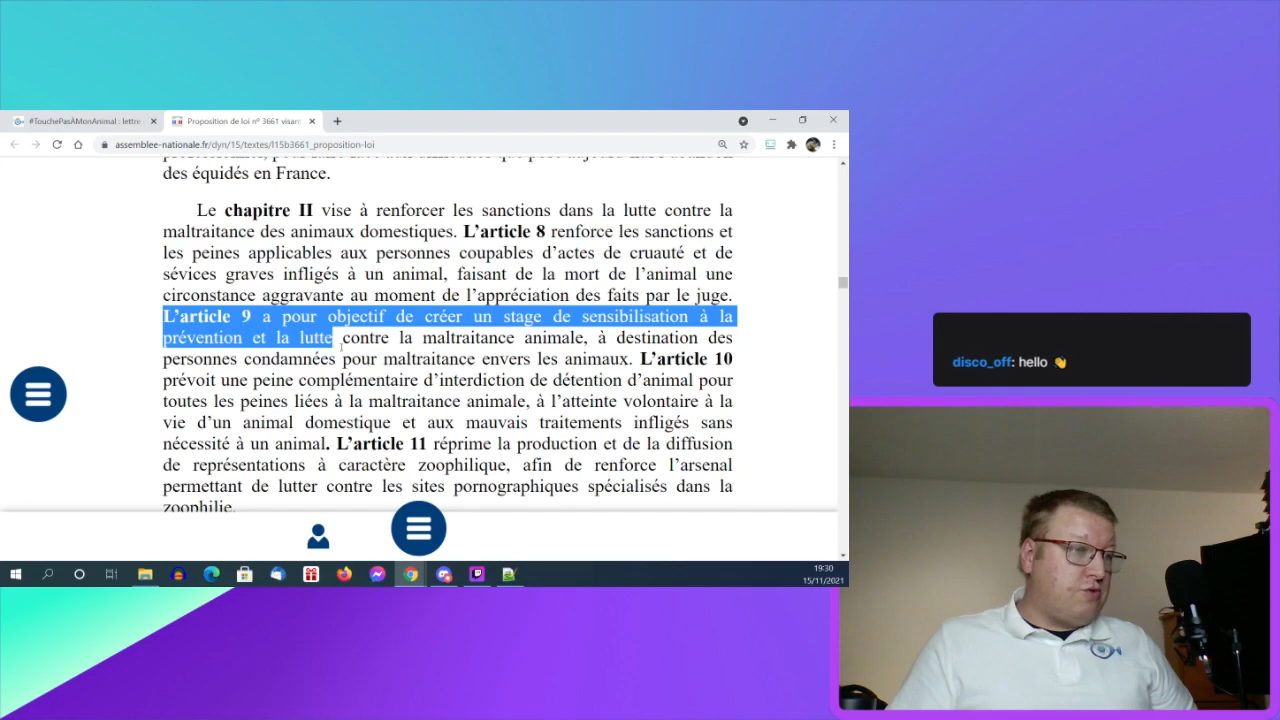 #TouchePasÀMonAnimal : lettre
Proposition de loi nº 3661 visant
assemblee-nationale.fr/dyn/15/textes/l15b3661_proposition-loi
des équidés en France.
Le chapitre II vise à renforcer les sanctions dans la lutte contre la
maltraitance des animaux domestiques. L’article 8 renforce les sanctions et
les peines applicables aux personnes coupables d’actes de cruauté et de
sévices graves infligés à un animal, faisant de la mort de l’animal une
circonstance aggravante au moment de l’appréciation des faits par le juge.
L’article 9 a pour objectif de créer un stage de sensibilisation à la
prévention et la lutte contre la maltraitance animale, à destination des
personnes condamnées pour maltraitance envers les animaux. L’article 10
prévoit une peine complémentaire d’interdiction de détention d’animal pour
toutes les peines liées à la maltraitance animale, à l’atteinte volontaire à la
vie d’un animal domestique et aux mauvais traitements infligés sans
nécessité à un animal. L’article 11 réprime la production et de la diffusion
de représentations à caractère zoophilique, afin de renforce l’arsenal
permettant de lutter contre les sites pornographiques spécialisés dans la
zoophilie.
19:30
15/11/2021
disco_off: hello 👋